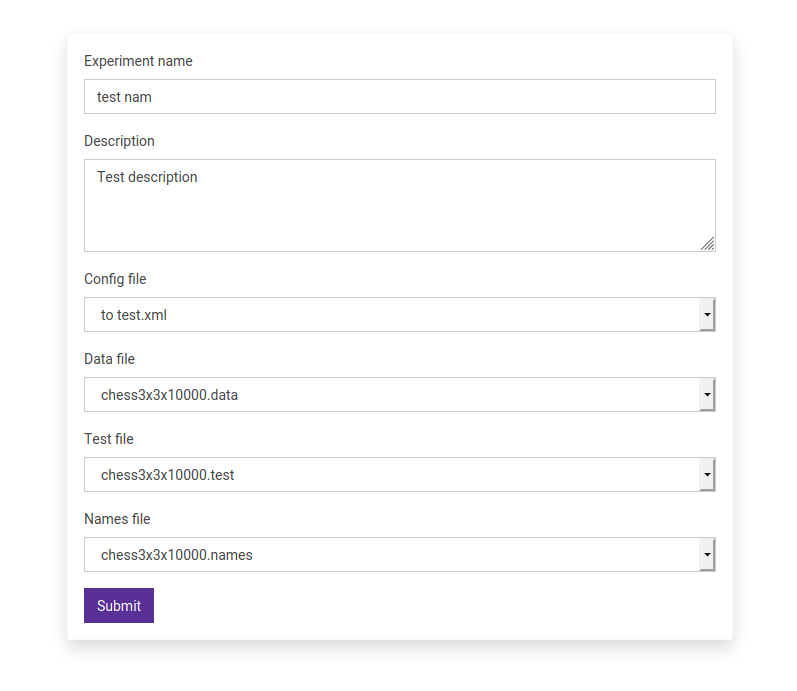 Experiment name
test nam
Description
Test description
Config file
to test.xml
Data file
chess3x3x10000.data
Test file
chess3x3x10000.test
Names file
chess3x3x10000.names
Submit